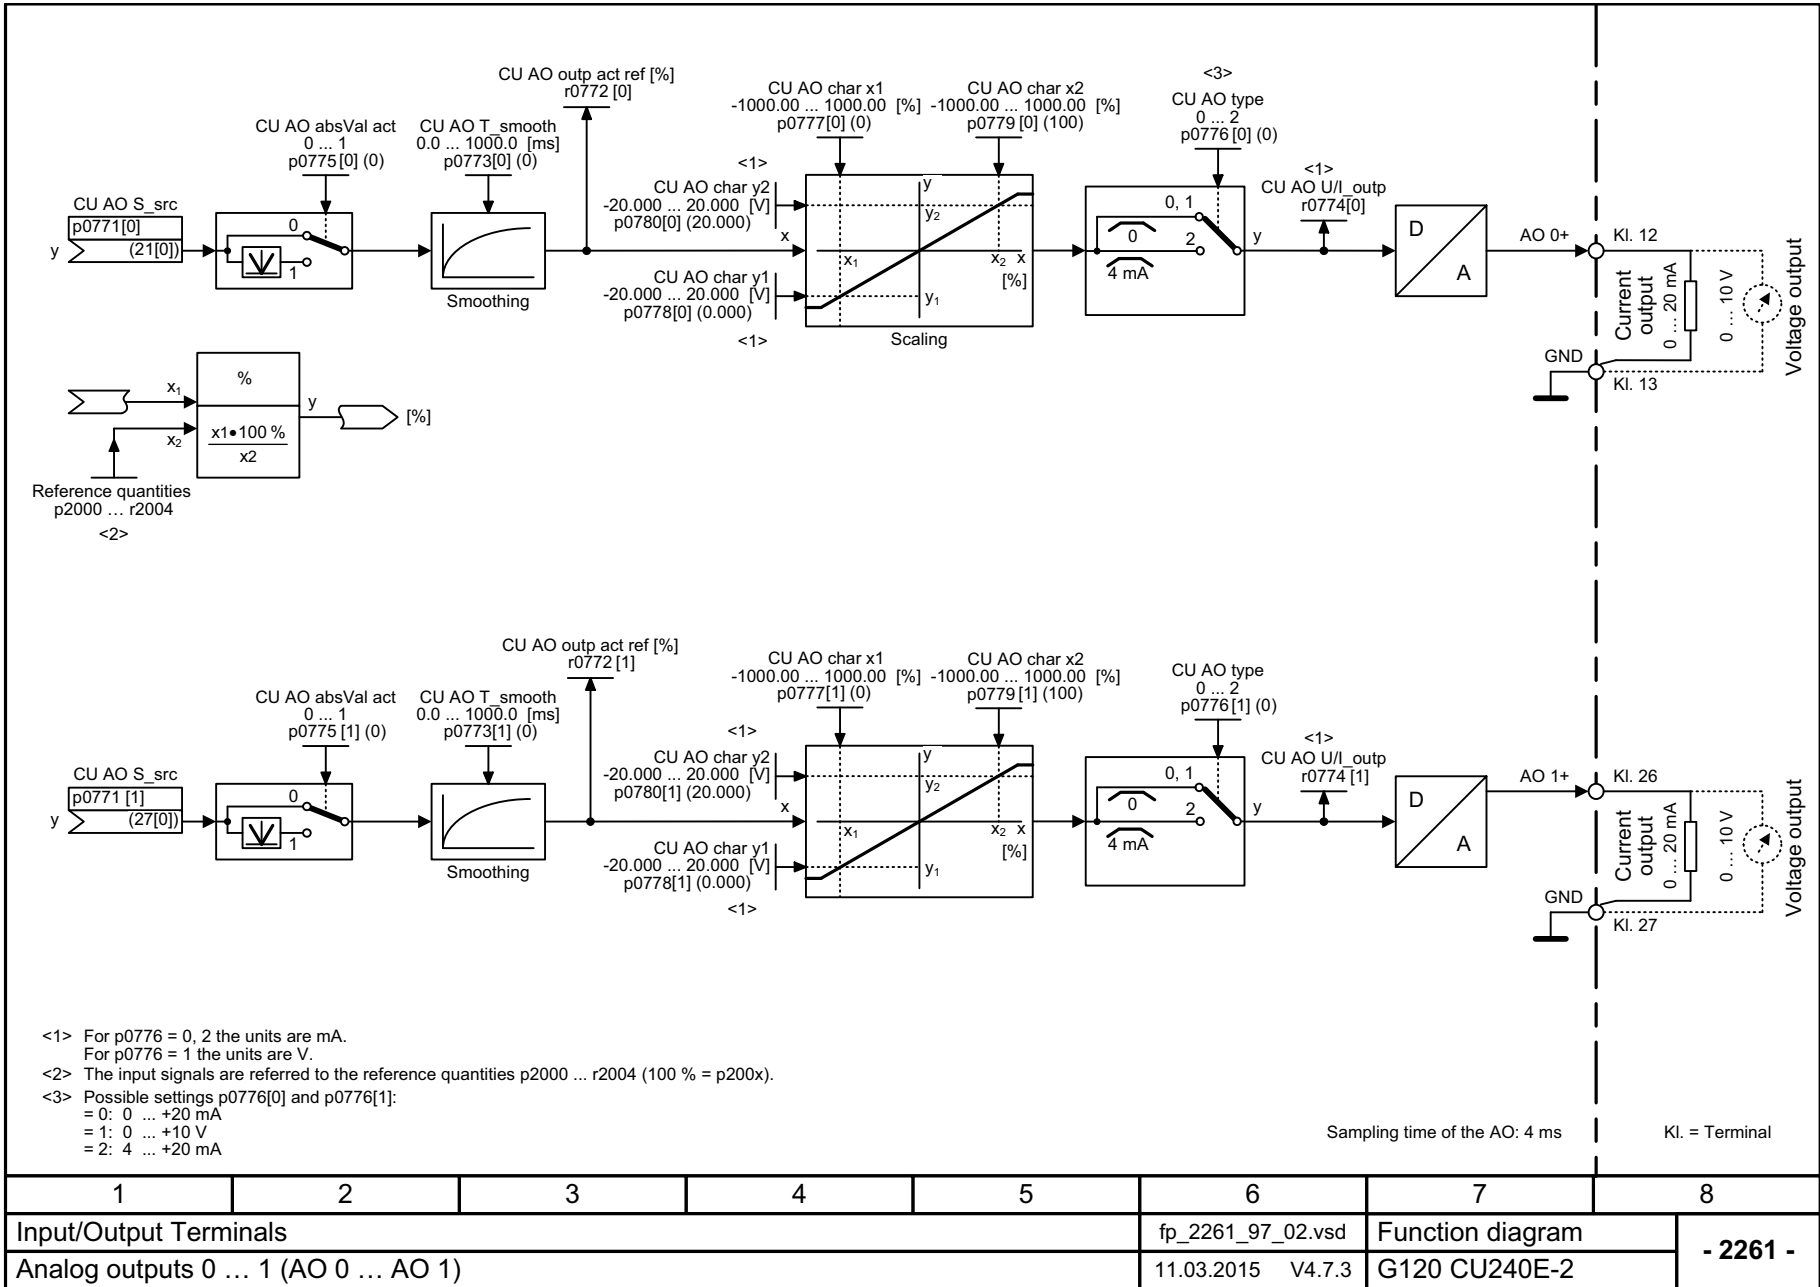 CU AO outp act ref [%]
r0772 [0]
CU AO absVal act
0 ... 1
p0775[0] (0)
CU AO T_smooth
0.0 ... 1000.0 [ms]
p0773[0] (0)
CU AO char x1
-1000.00 ... 1000.00 [%]
p0777[0] (0)
CU AO char x2
-1000.00 ... 1000.00 [%]
p0779 [0] (100)
<3>
CU AO type
0 ... 2
p0776[0] (0)
<1>
CU AO char y2
-20.000 ... 20.000 [V]
p0780[0] (20.000)
<1>
CU AO U/I_outp
r0774[0]
CU AO S_src
p0771[0]
(21[0])
y
0
1
Smoothing
x
CU AO char y1
-20.000 ... 20.000 [V]
p0778[0] (0.000)
<1>
y
y2
x1
x2 x
[%]
y1
Scaling
0, 1
0
2
4 mA
y
D
A
AO 0+
Kl. 12
GND
Kl. 13
Current output
0 ... 20 mA
0 ... 10 V
Voltage output
x1
x2
%
x1•100 %
x2
y
[%]
Reference quantities
p2000 ... r2004
<2>
CU AO outp act ref [%]
r0772 [1]
CU AO absVal act
0 ... 1
p0775 [1] (0)
CU AO T_smooth
0.0 ... 1000.0 [ms]
p0773[1] (0)
CU AO char x1
-1000.00 ... 1000.00 [%]
p0777[1] (0)
CU AO char x2
-1000.00 ... 1000.00 [%]
p0779 [1] (100)
CU AO type
0 ... 2
p0776[1] (0)
<1>
CU AO char y2
-20.000 ... 20.000 [V]
p0780[1] (20.000)
<1>
CU AO U/I_outp
r0774 [1]
CU AO S_src
p0771 [1]
(27[0])
y
0
1
Smoothing
x
CU AO char y1
-20.000 ... 20.000 [V]
p0778[1] (0.000)
<1>
y
y2
x1
x2 x
[%]
y1
0, 1
0
2
4 mA
y
D
A
AO 1+
Kl. 26
GND
Kl. 27
Current output
0 ... 20 mA
0 ... 10 V
Voltage output
<1> For p0776 = 0, 2 the units are mA.
For p0776 = 1 the units are V.
<2> The input signals are referred to the reference quantities p2000 ... r2004 (100 % = p200x).
<3> Possible settings p0776[0] and p0776[1]:
= 0: 0 ... +20 mA
= 1: 0 ... +10 V
= 2: 4 ... +20 mA
Sampling time of the AO: 4 ms
Kl. = Terminal
1 2 3 4 5 6 7 8
Input/Output Terminals
fp_2261_97_02.vsd
Function diagram
- 2261 -
Analog outputs 0 … 1 (AO 0 … AO 1)
11.03.2015 V4.7.3
G120 CU240E-2